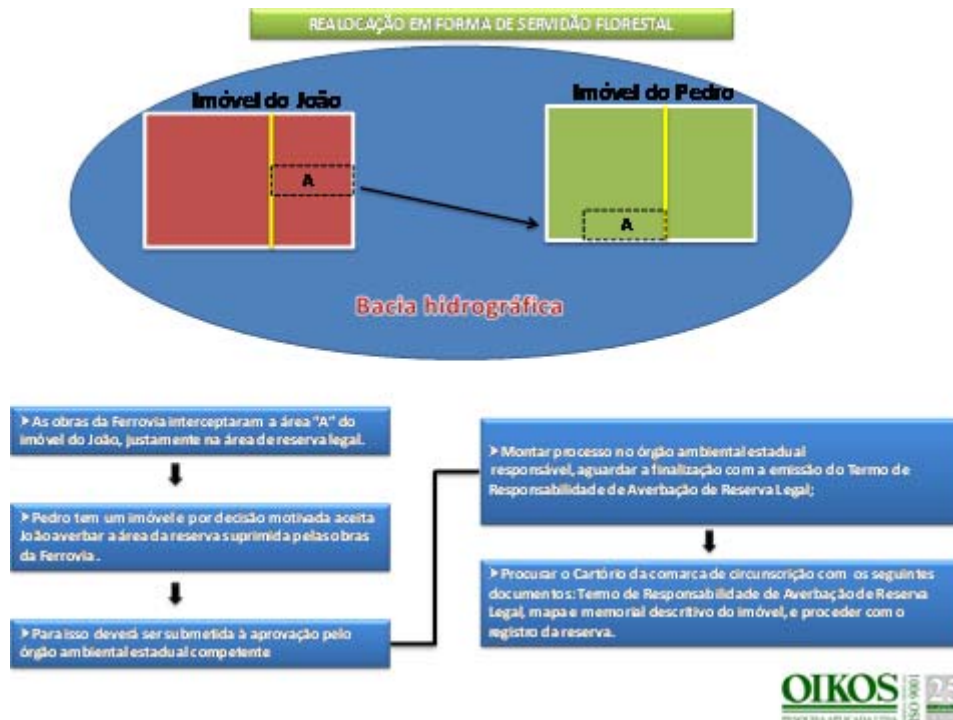 REALOCAÇÃO EM FORMA DE SERVIDÃO FLORESTAL
Imóvel do João
Imóvel do Pedro
A
A
Bacia hidrográfica
➤ As obras da Ferrovia interceptaram a área "A" do
imóvel do João, justamente na área de reserva legal.
➤ Pedro tem um imóvel e por decisão motivada aceita
João averbar a área da reserva suprimida pelas obras
da Ferrovia.
➤ Para isso deverá ser submetida à aprovação pelo
órgão ambiental estadual competente
➤ Montar processo no órgão ambiental estadual
responsável, aguardar a finalização com a emissão do Termo de
Responsabilidade de Averbação de Reserva Legal;
➤ Procurar o Cartório da comarca de circunscrição com os seguintes
documentos: Termo de Responsabilidade de Averbação de Reserva
Legal, mapa e memorial descritivo do imóvel, e proceder com o
registro da reserva.
OIKOS
ISO 9001
25